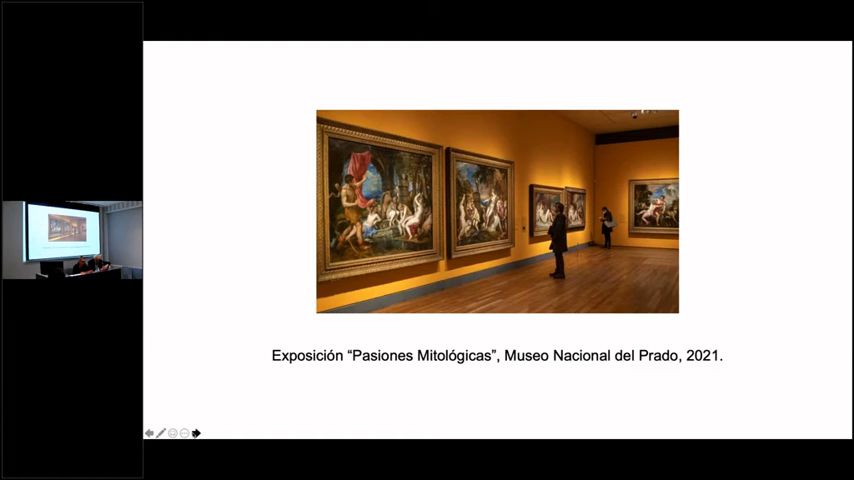 Exposición “Pasiones Mitológicas”, Museo Nacional del Prado, 2021.